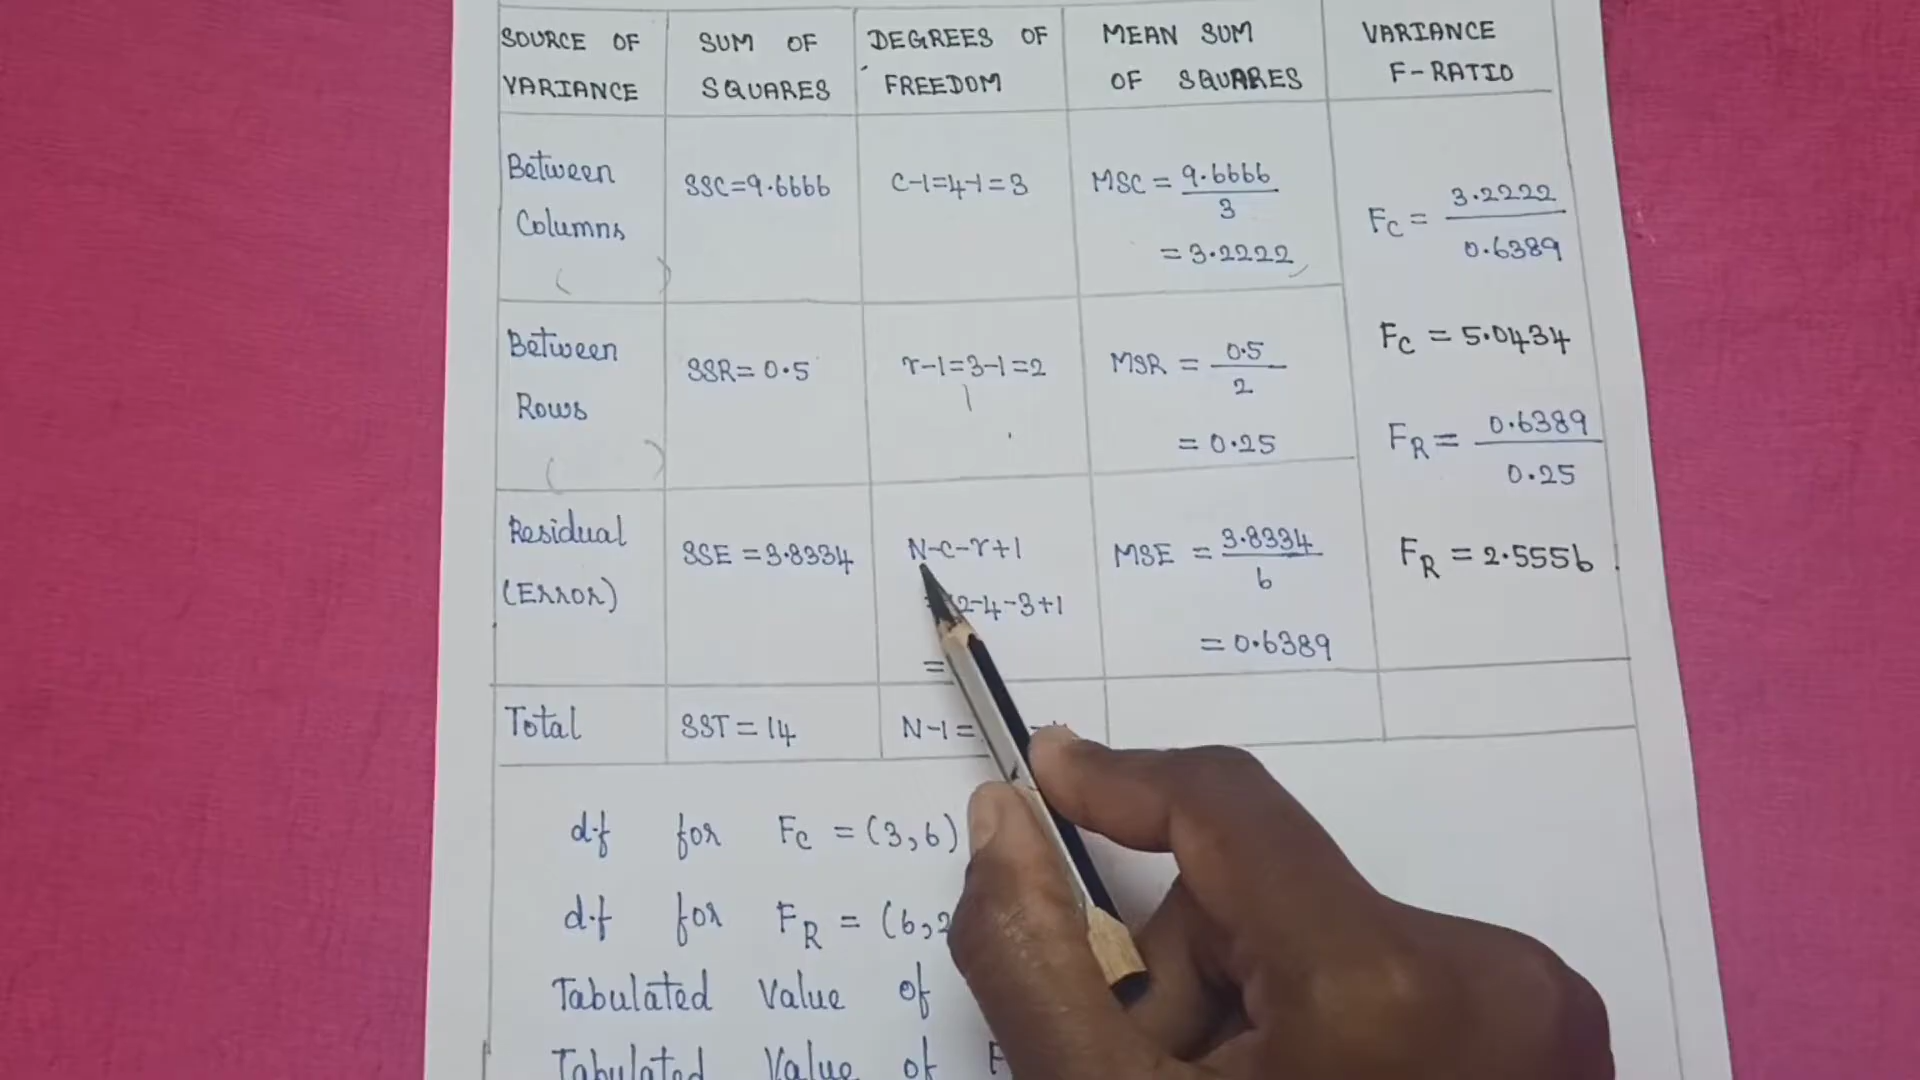 SOURCE OF VARIANCE
SUM OF SQUARES
DEGREES OF FREEDOM
MEAN SUM OF SQUARES
VARIANCE F-RATIO
Between Columns
SSC=9.6666
c-1=4-1=3
MSC = 9.6666/3
= 3.2222
Fc = 3.2222/0.6389
Fc = 5.0434
Between Rows
SSR=0.5
r-1=3-1=2
MSR = 0.5/2
= 0.25
FR = 0.6389/0.25
FR = 2.5556
Residual (Error)
SSE = 3.8334
N-c-r+1
2-4-3+1
=
MSE = 3.8334/6
= 0.6389
Total
SST = 14
N-1=
d.f for Fc = (3,6)
d.f for FR = (6,2
Tabulated Value of
Tabulated Value of F